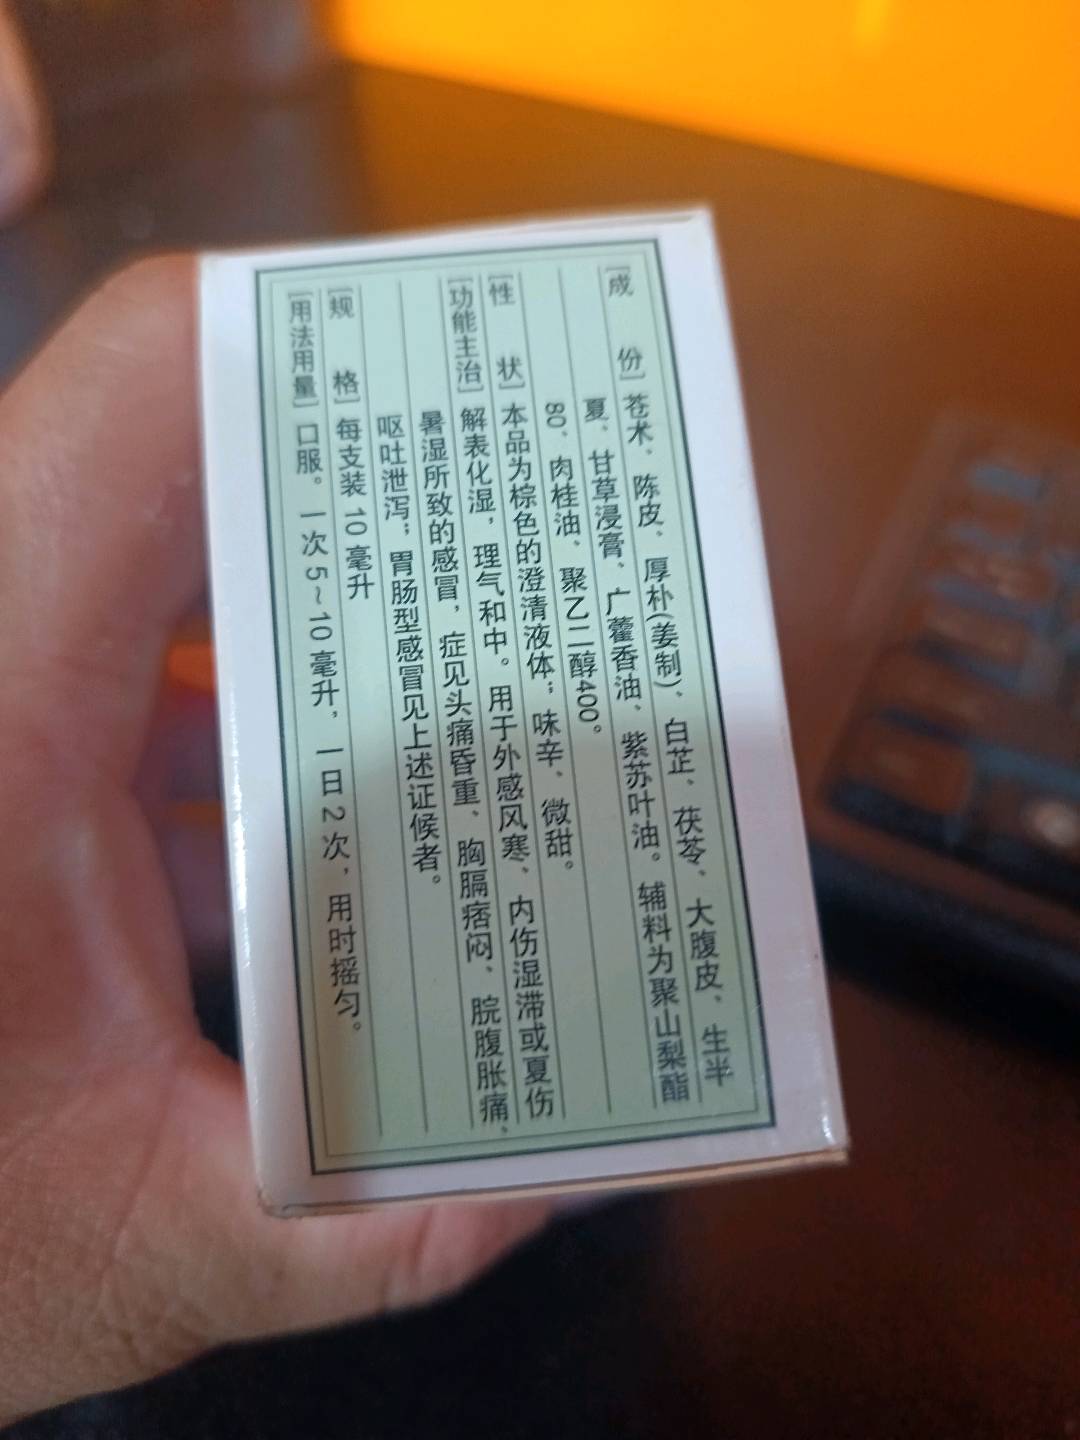 [成 份] 苍术、陈皮、厚朴(姜制)、白芷、茯苓、大腹皮、生半
夏、甘草浸膏、广藿香油、紫苏叶油。辅料为聚山梨酯
80、肉桂油、聚乙二醇400。
[性 状] 本品为棕色的澄清液体；味辛、微甜。
[功能主治] 解表化湿，理气和中。用于外感风寒、内伤湿滞或夏伤
暑湿所致的感冒，症见头痛昏重、胸膈痞闷、脘腹胀痛。
呕吐泄泻；胃肠型感冒见上述证候者。
[规 格] 每支装10毫升
[用法用量] 口服。一次5~10毫升，一日2次，用时摇匀。